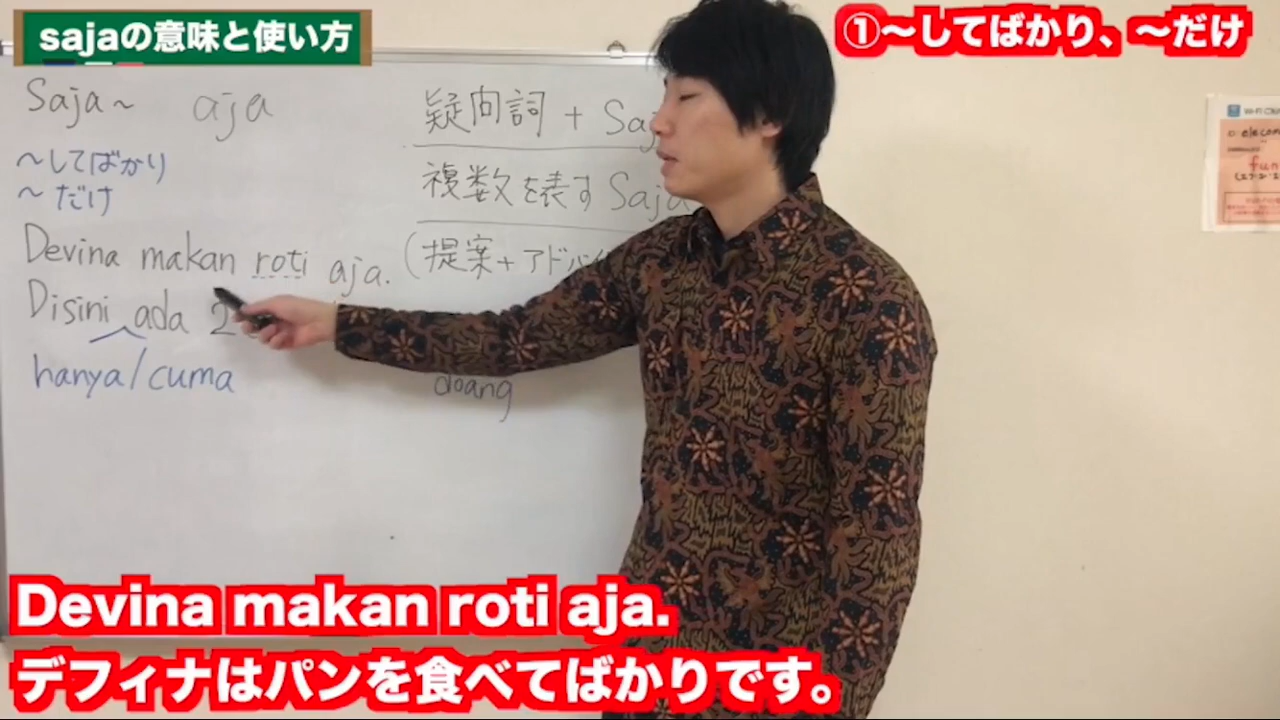 sajaの意味と使い方
①〜してばかり、〜だけ
Saja~ aja
〜してばかり
〜だけ
Devina makan roti aja.
Disini ada 2
hanya/cuma
疑問詞 + Saja
複数を表す Saja
(提案+アドバイ
doang
Devina makan roti aja.
デフィナはパンを食べてばかりです。